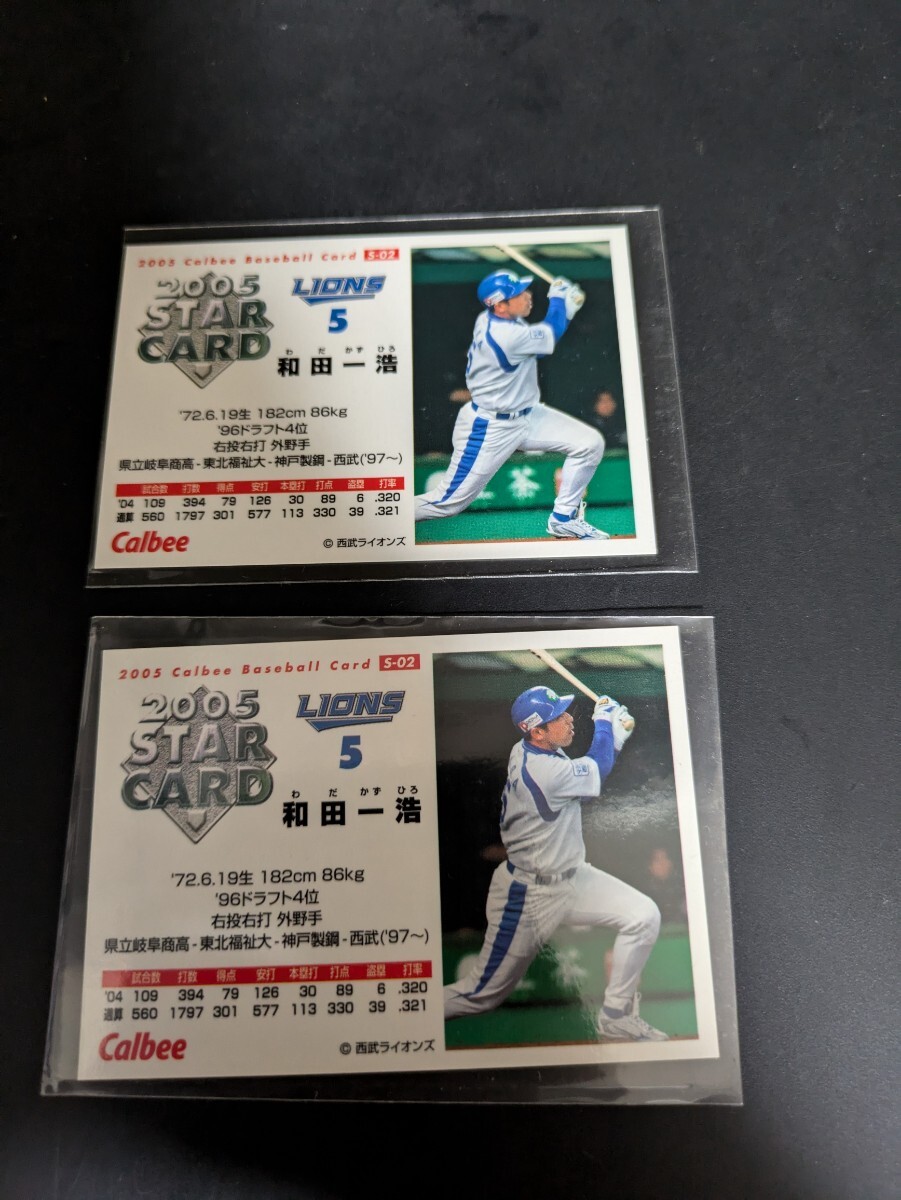 2005 Calbee Baseball Card S-02
2005
STAR
CARD
LIONS
5
わ だ かず ひろ
和田一浩
'72.6.19生 182cm 86kg
'96ドラフト4位
右投右打 外野手
県立岐阜商高-東北福祉大-神戸製鋼-西武('97〜)
試合数 打数 得点 安打 本塁打 打点 盗塁 打率
'04 109 394 79 126 30 89 6 .320
通算 560 1797 301 577 113 330 39 .321
Calbee
© 西武ライオンズ
2005 Calbee Baseball Card S-02
2005
STAR
CARD
LIONS
5
わ だ かず ひろ
和田一浩
'72.6.19生 182cm 86kg
'96ドラフト4位
右投右打 外野手
県立岐阜商高-東北福祉大-神戸製鋼-西武('97〜)
試合数 打数 得点 安打 本塁打 打点 盗塁 打率
'04 109 394 79 126 30 89 6 .320
通算 560 1797 301 577 113 330 39 .321
Calbee
© 西武ライオンズ